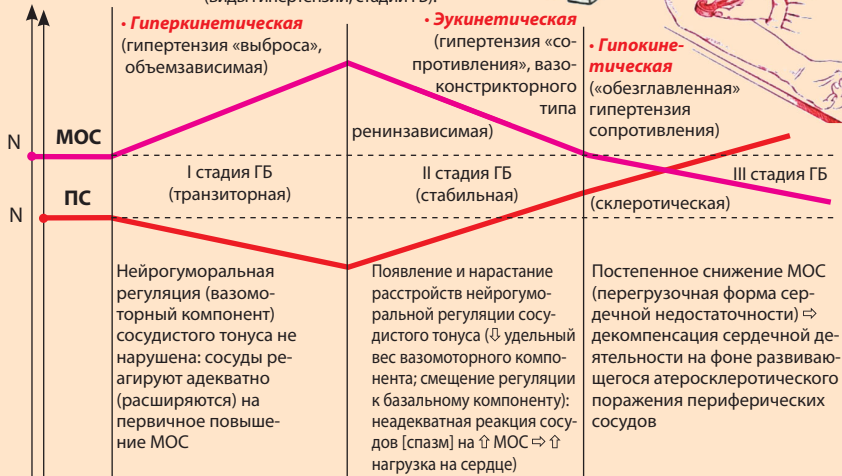 (виды гипертензии, стадии ГБ).
• Гиперкинетическая
(гипертензия «выброса»,
объемзависимая)
• Эукинетическая
(гипертензия «со-
противления», вазо-
констрикторного
типа
ренинзависимая)
• Гипокине-
тическая
(«обезглавленная»
гипертензия
сопротивления)
N
МОС
I стадия ГБ
(транзиторная)
II стадия ГБ
(стабильная)
III стадия ГБ
(склеротическая)
N
ПС
Нейрогуморальная
регуляция (вазомо-
торный компонент)
сосудистого тонуса не
нарушена: сосуды ре-
агируют адекватно
(расширяются) на
первичное повыше-
ние МОС
Появление и нарастание
расстройств нейрогумо-
ральной регуляции сосу-
дистого тонуса (⇩ удельный
вес вазомоторного компо-
нента; смещение регуляции
к базальному компоненту):
неадекватная реакция сосу-
дов [спазм] на ⇧ МОС ⇨ ⇧
нагрузка на сердце)
Постепенное снижение МОС
(перегрузочная форма сер-
дечной недостаточности) ⇨
декомпенсация сердечной де-
ятельности на фоне развиваю-
щегося атеросклеротического
поражения периферических
сосудов